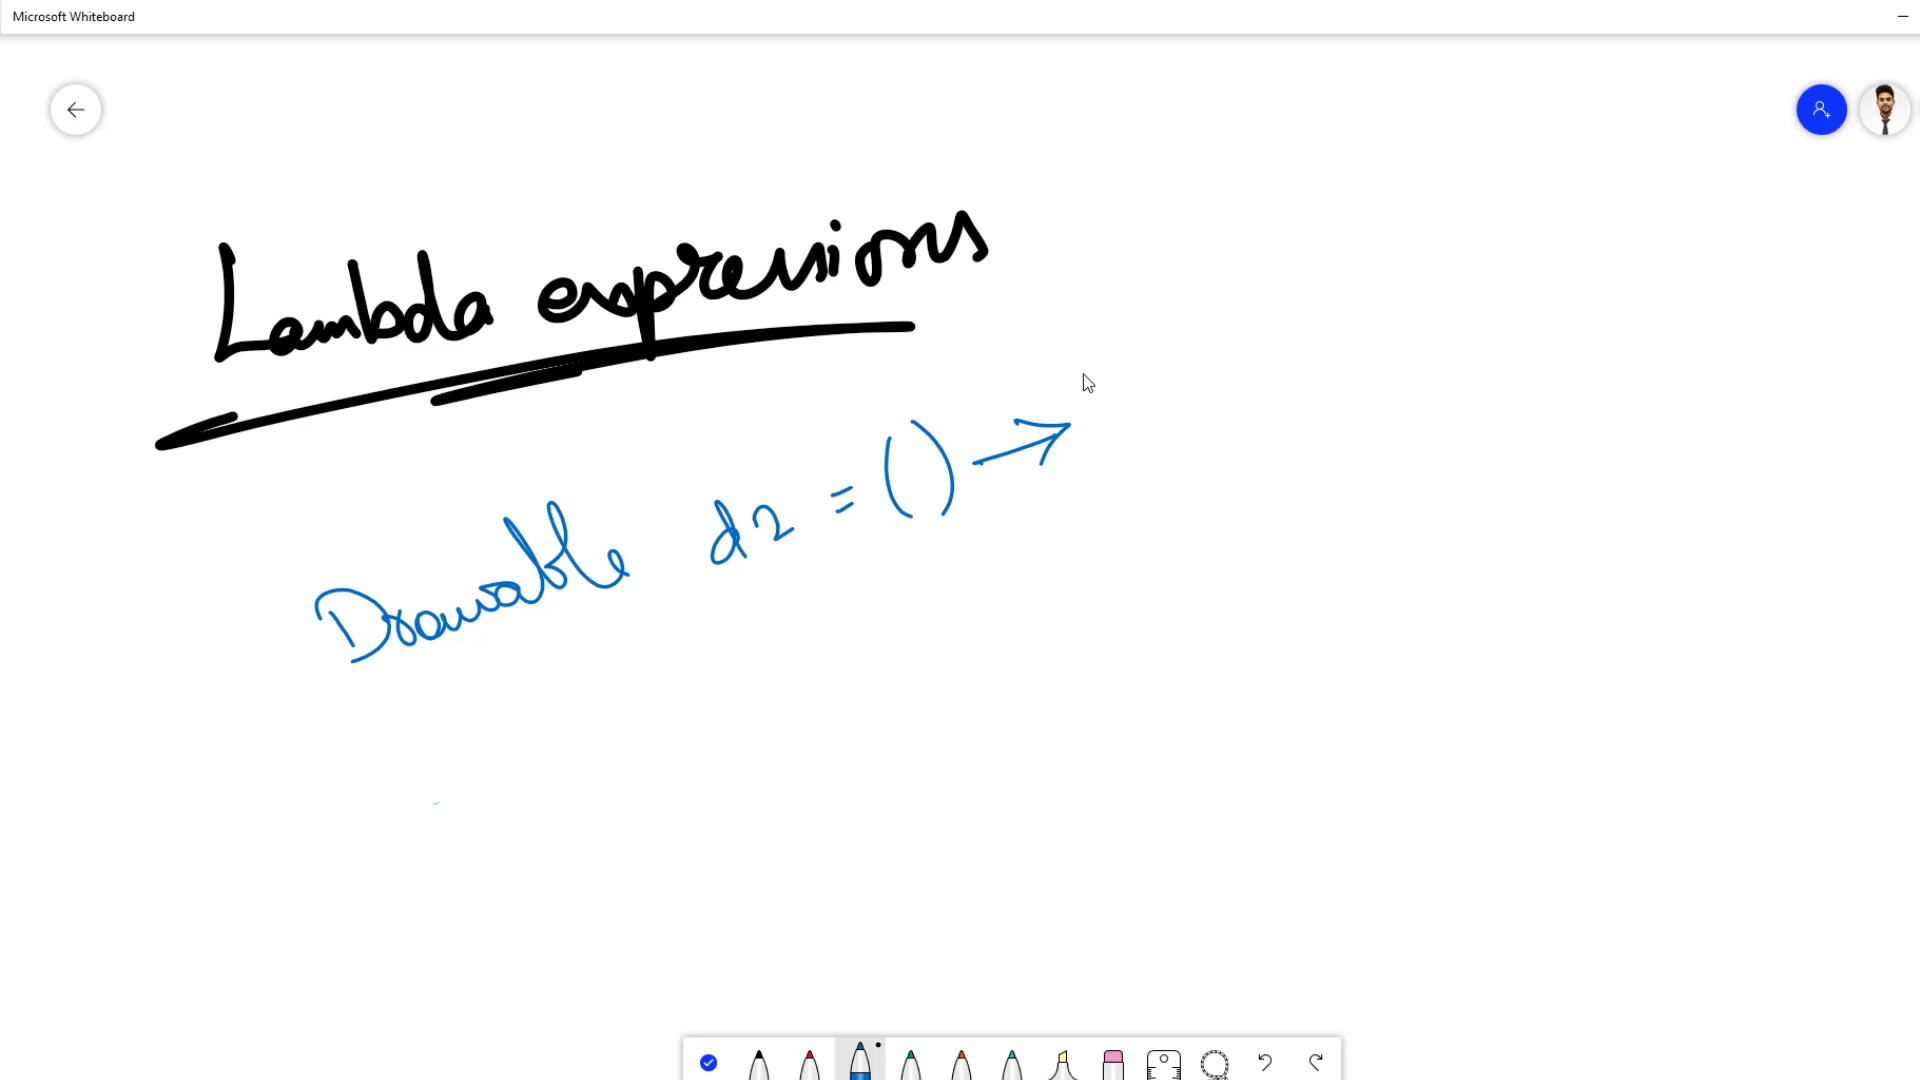 Microsoft Whiteboard
Lambda expressions
Drawable d2 = () →